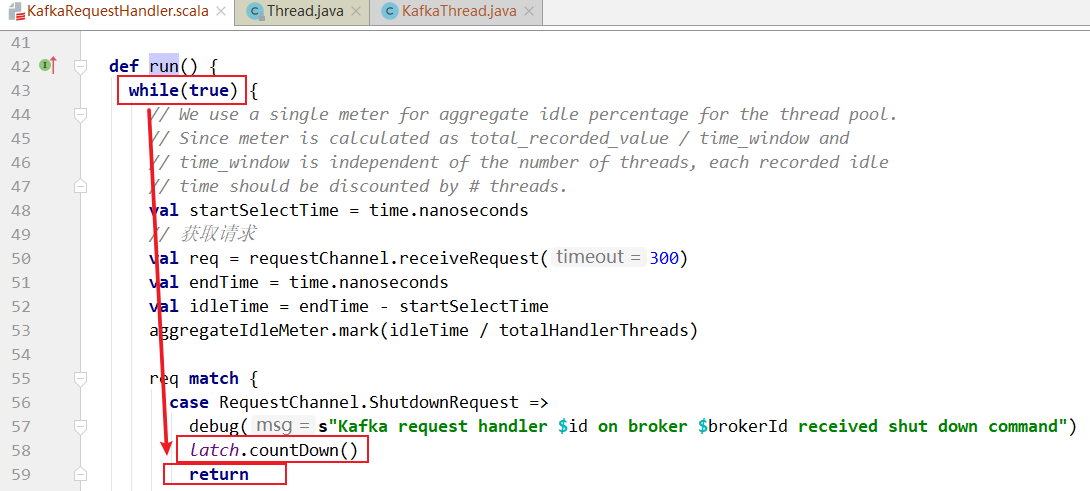 KafkaRequestHandler.scala × Thread.java × KafkaThread.java ×
41
42 def run() {
43 while(true) {
44 // We use a single meter for aggregate idle percentage for the thread pool.
45 // Since meter is calculated as total_recorded_value / time_window and
46 // time_window is independent of the number of threads, each recorded idle
47 // time should be discounted by # threads.
48 val startSelectTime = time.nanoseconds
49 // 获取请求
50 val req = requestChannel.receiveRequest( timeout = 300)
51 val endTime = time.nanoseconds
52 val idleTime = endTime - startSelectTime
53 aggregateIdleMeter.mark(idleTime / totalHandlerThreads)
54
55 req match {
56 case RequestChannel.ShutdownRequest =>
57 debug( msg = s"Kafka request handler $id on broker $brokerId received shut down command")
58 latch.countDown()
59 return